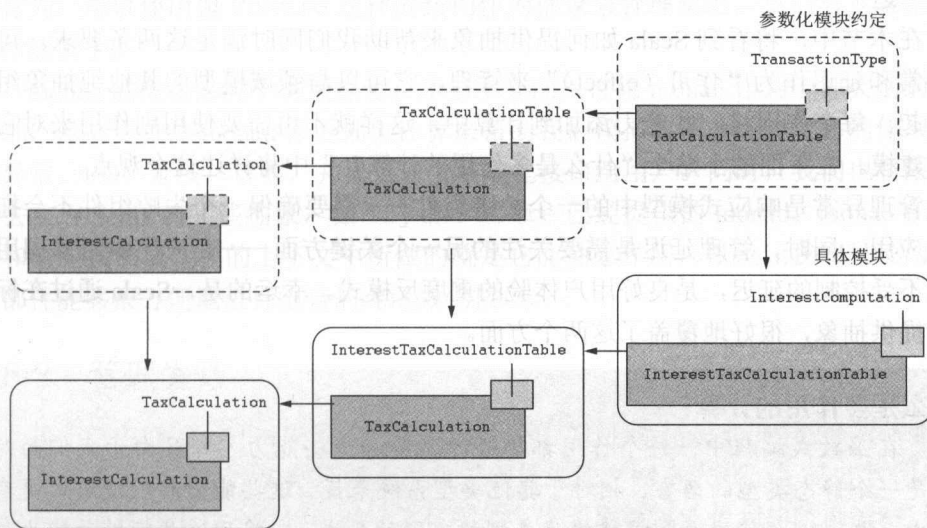 参数化模块约定
TransactionType
TaxCalculationTable
TaxCalculationTable
TaxCalculation
TaxCalculation
InterestCalculation
具体模块
InterestComputation
InterestTaxCalculationTable
InterestTaxCalculationTable
TaxCalculation
TaxCalculation
InterestCalculation